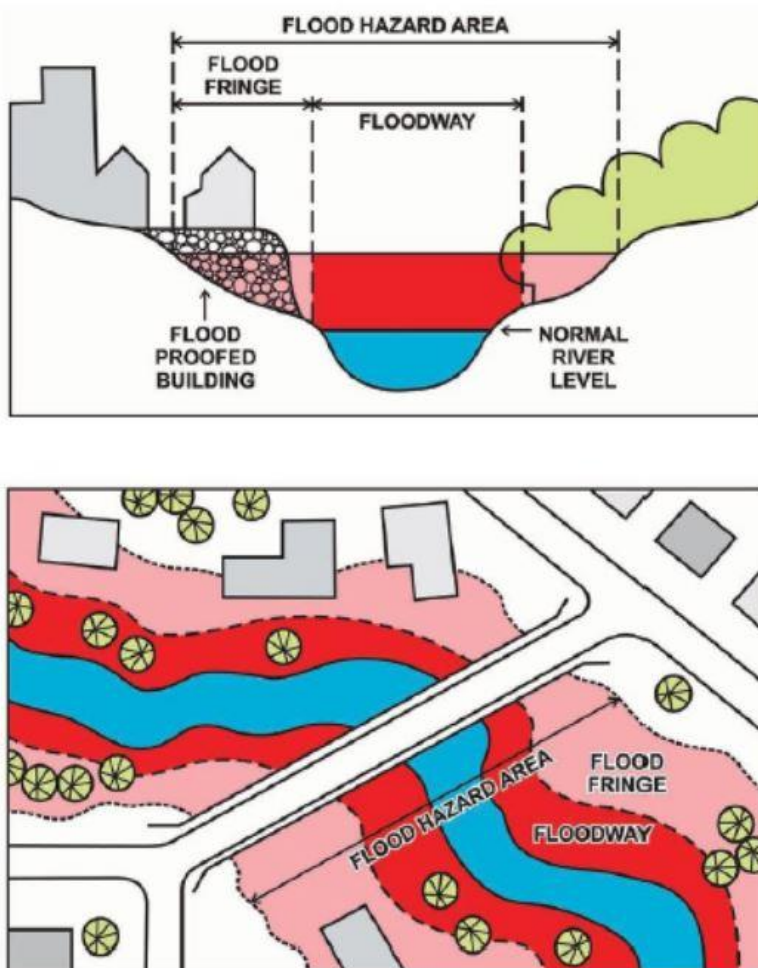 FLOOD HAZARD AREA
FLOOD
FRINGE
FLOODWAY
FLOOD
PROOFED
BUILDING
NORMAL
RIVER
LEVEL
FLOOD HAZARD AREA
FLOOD
FRINGE
FLOODWAY